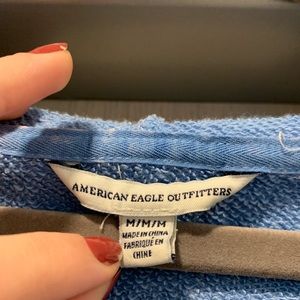 AMERICAN EAGLE OUTFITTERS
M/M/M
MADE IN CHINA
FABRIQUÉ EN
CHINE